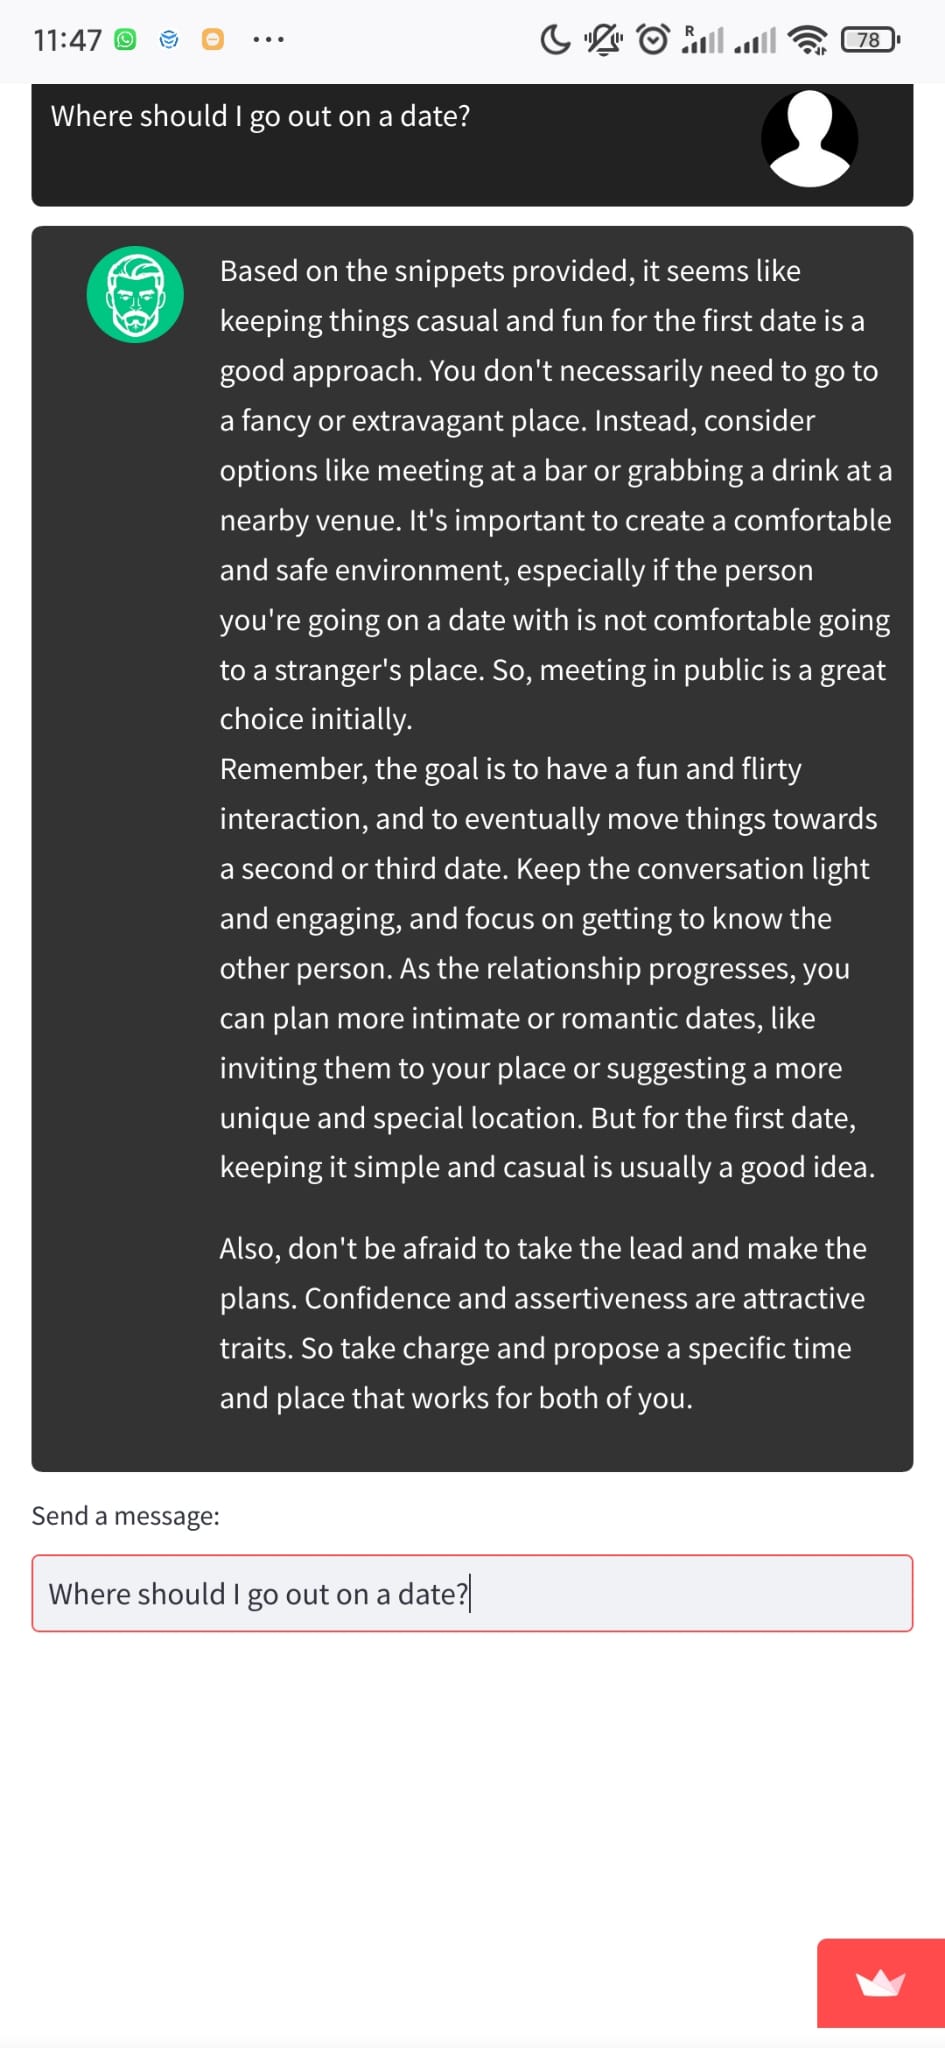 11:47
R
78
Where should I go out on a date?
Based on the snippets provided, it seems like
keeping things casual and fun for the first date is a
good approach. You don't necessarily need to go to
a fancy or extravagant place. Instead, consider
options like meeting at a bar or grabbing a drink at a
nearby venue. It's important to create a comfortable
and safe environment, especially if the person
you're going on a date with is not comfortable going
to a stranger's place. So, meeting in public is a great
choice initially.
Remember, the goal is to have a fun and flirty
interaction, and to eventually move things towards
a second or third date. Keep the conversation light
and engaging, and focus on getting to know the
other person. As the relationship progresses, you
can plan more intimate or romantic dates, like
inviting them to your place or suggesting a more
unique and special location. But for the first date,
keeping it simple and casual is usually a good idea.
Also, don't be afraid to take the lead and make the
plans. Confidence and assertiveness are attractive
traits. So take charge and propose a specific time
and place that works for both of you.
Send a message:
Where should I go out on a date?